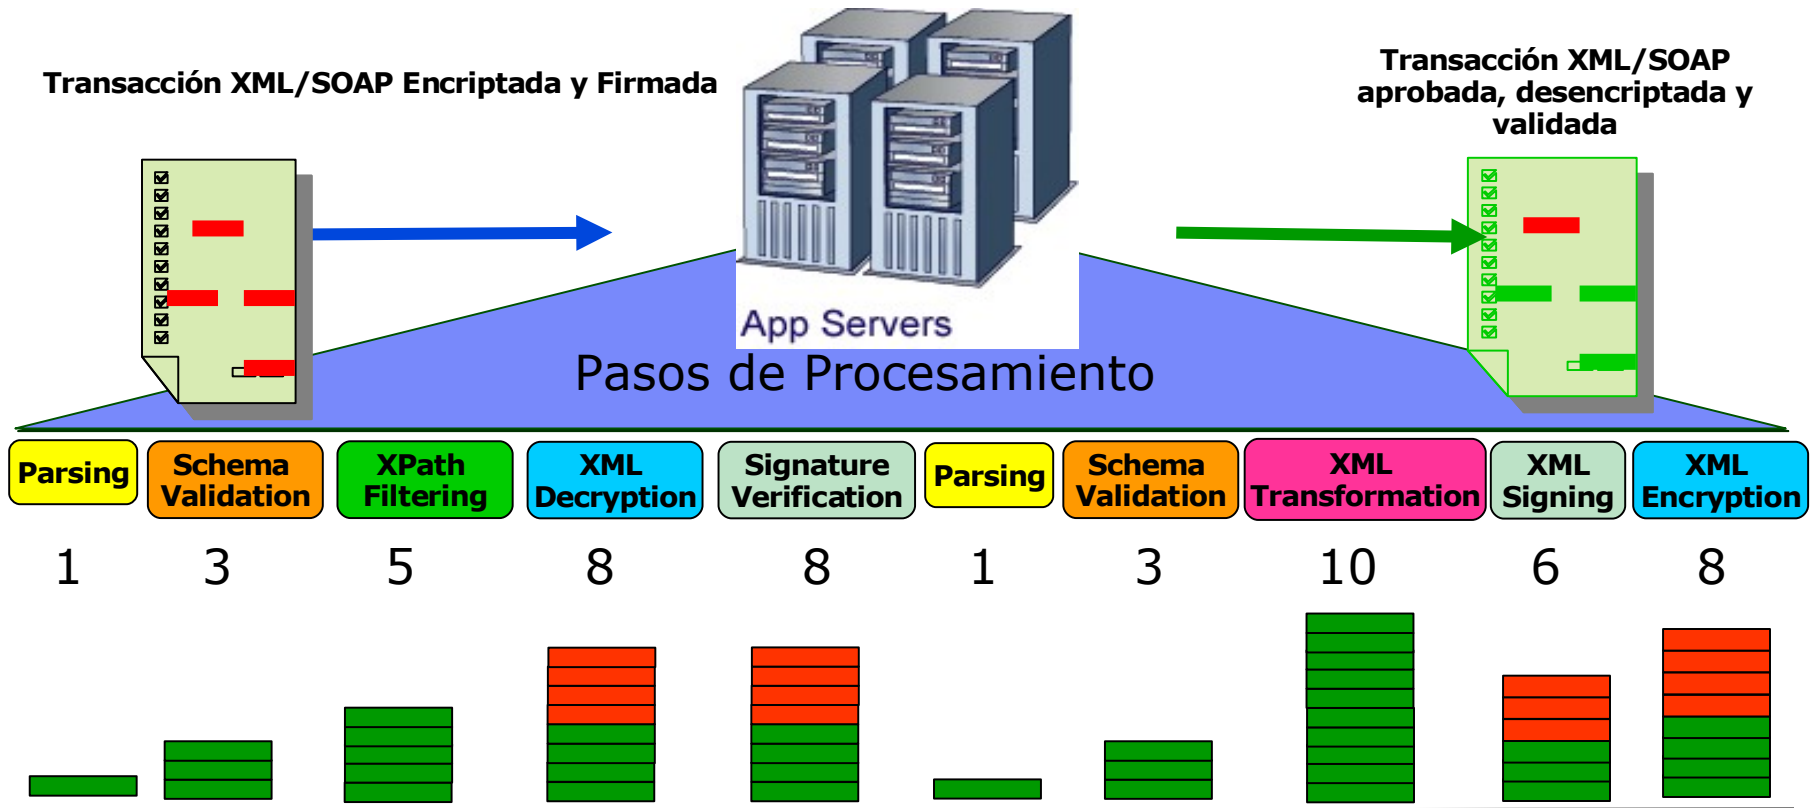 Transacción XML/SOAP Encriptada y Firmada
Transacción XML/SOAP
aprobada, desencriptada y
validada
App Servers
Pasos de Procesamiento
Parsing
Schema
Validation
XPath
Filtering
XML
Decryption
Signature
Verification
Parsing
Schema
Validation
XML
Transformation
XML
Signing
XML
Encryption
1 3 5 8 8 1 3 10 6 8